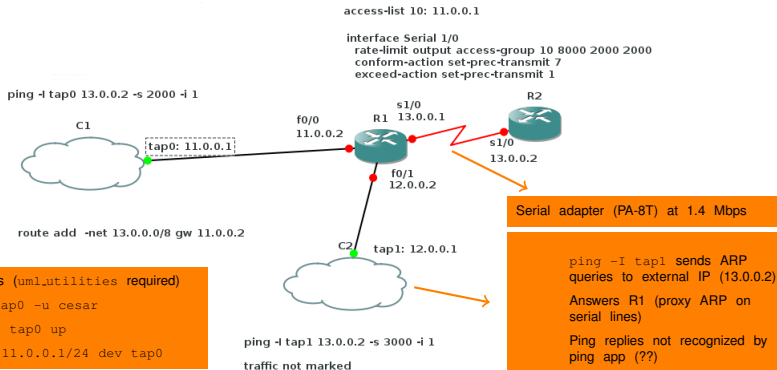 access-list 10: 11.0.0.1
interface Serial 1/0
rate-limit output access-group 10 8000 2000 2000
conform-action set-prec-transmit 7
exceed-action set-prec-transmit 1
ping -I tap0 13.0.0.2 -s 2000 -i 1
C1
tap0: 11.0.0.1
f0/0
11.0.0.2
R1
s1/0
13.0.0.1
R2
s1/0
13.0.0.2
f0/1
12.0.0.2
Serial adapter (PA-8T) at 1.4 Mbps
route add -net 13.0.0.0/8 gw 11.0.0.2
C2
tap1: 12.0.0.1
s (uml_utilities required)
ap0 -u cesar
tap0 up
11.0.0.1/24 dev tap0
ping -I tap1 sends ARP
queries to external IP (13.0.0.2)
Answers R1 (proxy ARP on
serial lines)
Ping replies not recognized by
ping app (??)
ping -I tap1 13.0.0.2 -s 3000 -i 1
traffic not marked